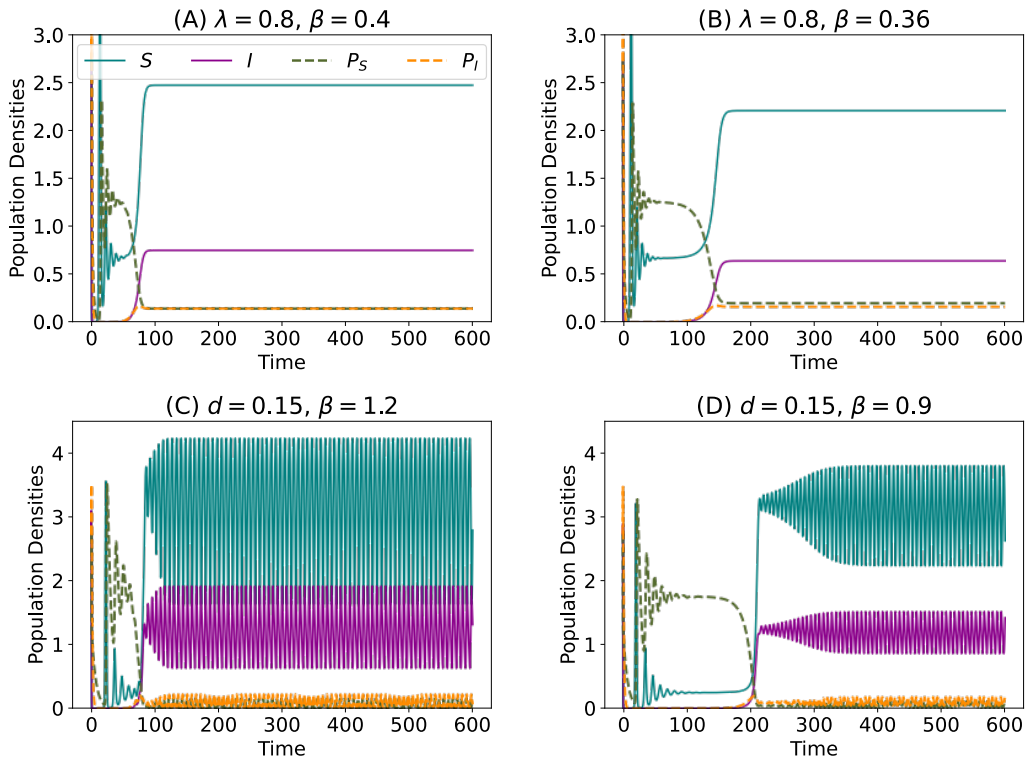 (A) λ = 0.8, β = 0.4
3.0
2.5
2.0
1.5
1.0
0.5
0.0
Population Densities
S I P_S P_I
0 100 200 300 400 500 600
Time
(B) λ = 0.8, β = 0.36
3.0
2.5
2.0
1.5
1.0
0.5
0.0
Population Densities
0 100 200 300 400 500 600
Time
(C) d = 0.15, β = 1.2
4
3
2
1
0
Population Densities
0 100 200 300 400 500 600
Time
(D) d = 0.15, β = 0.9
4
3
2
1
0
Population Densities
0 100 200 300 400 500 600
Time